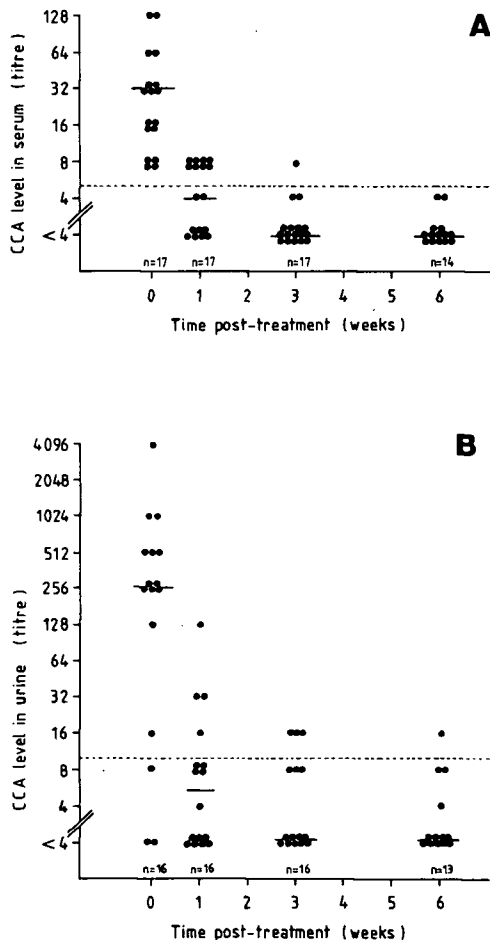 A
CCA level in serum (titre)
128
64
32
16
8
4
<4
n=17 n=17 n=17 n=14
0 1 2 3 4 5 6
Time post-treatment (weeks)
B
CCA level in urine (titre)
4096
2048
1024
512
256
128
64
32
16
8
4
<4
n=16 n=16 n=16 n=13
0 1 2 3 4 5 6
Time post-treatment (weeks)